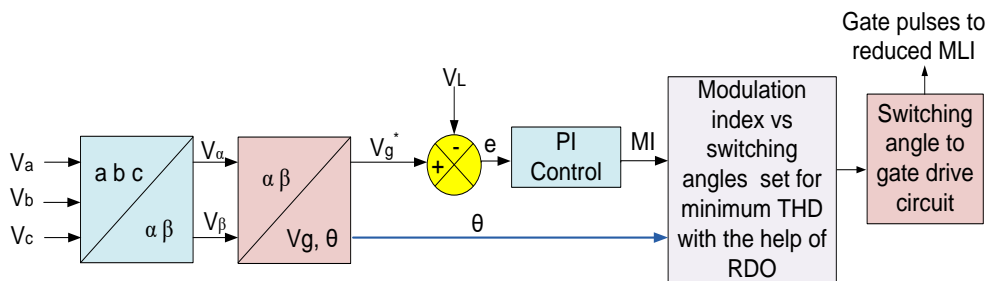 Va
Vb
Vc
a b c
α β
Vα
Vβ
α β
Vg, θ
Vg*
θ
VL
-
+
e
PI
Control
MI
Modulation
index vs
switching
angles set for
minimum THD
with the help of
RDO
Gate pulses to
reduced MLI
Switching
angle to
gate drive
circuit